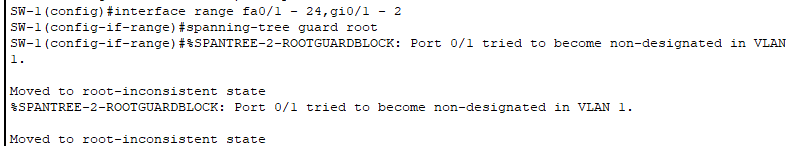 SW-1(config)#interface range fa0/1 - 24,gi0/1 - 2
SW-1(config-if-range)#spanning-tree guard root
SW-1(config-if-range)#%SPANTREE-2-ROOTGUARDBLOCK: Port 0/1 tried to become non-designated in VLAN
1.
Moved to root-inconsistent state
%SPANTREE-2-ROOTGUARDBLOCK: Port 0/1 tried to become non-designated in VLAN 1.
Moved to root-inconsistent state